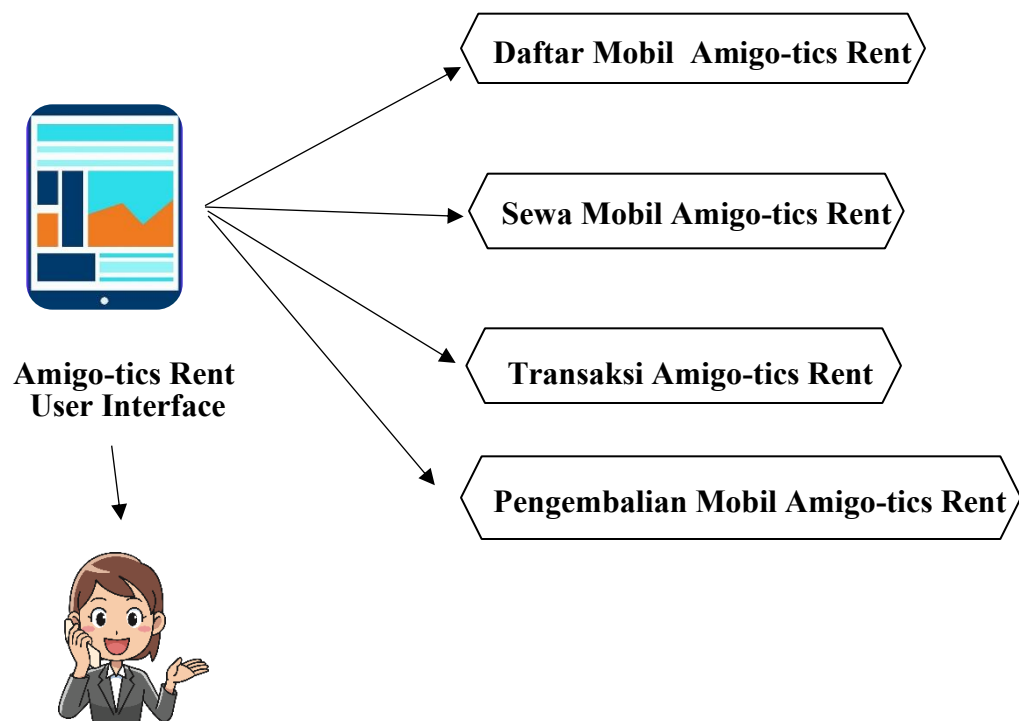 Daftar Mobil Amigo-tics Rent
Sewa Mobil Amigo-tics Rent
Transaksi Amigo-tics Rent
Amigo-tics Rent
User Interface
Pengembalian Mobil Amigo-tics Rent